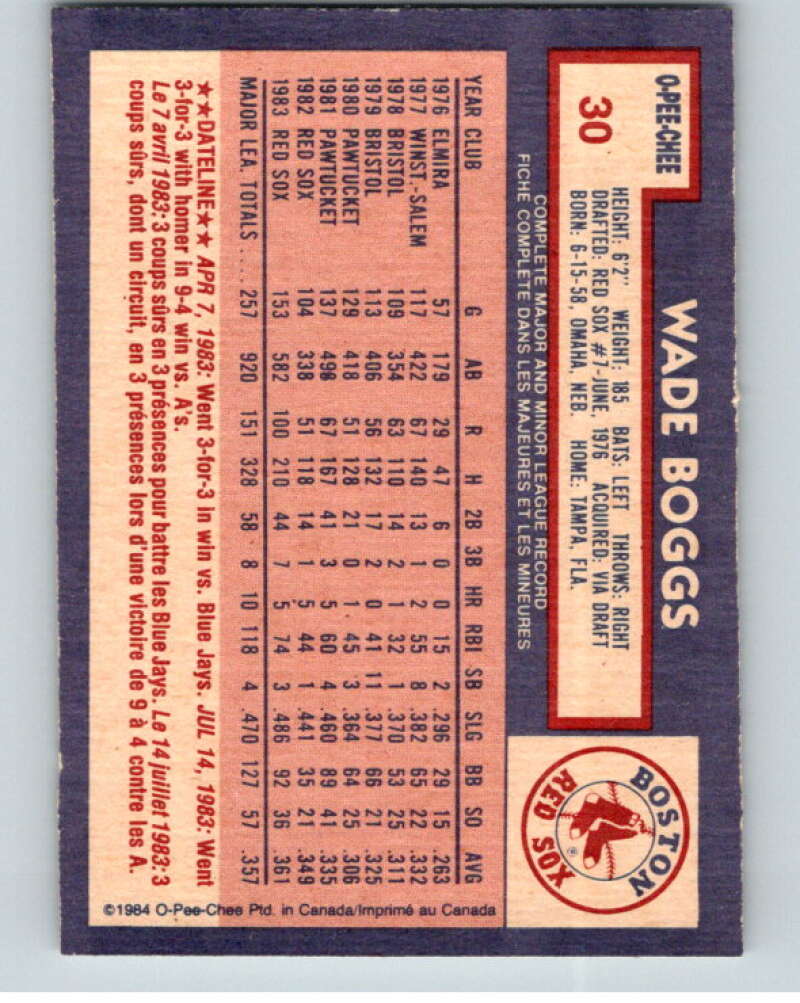 O-PEE-CHEE
30
WADE BOGGS
HEIGHT: 6'2" WEIGHT: 185 BATS: LEFT THROWS: RIGHT
DRAFTED: RED SOX #7-JUNE, 1976 ACQUIRED: VIA DRAFT
BORN: 6-15-58, OMAHA, NEB. HOME: TAMPA, FLA.
BOSTON
RED SOX
COMPLETE MAJOR AND MINOR LEAGUE RECORD
FICHE COMPLÈTE DANS LES MAJEURES ET LES MINEURES
YEAR CLUB G AB R H 2B 3B HR RBI SB SLG BB SO AVG
1976 ELMIRA 57 179 29 47 6 0 0 15 2 .296 29 15 .263
1977 WINST.-SALEM 117 422 67 140 13 1 2 55 8 .382 65 22 .332
1978 BRISTOL 109 354 63 110 14 2 1 32 1 .370 53 25 .311
1979 BRISTOL 113 406 56 132 17 2 0 41 11 .377 66 21 .325
1980 PAWTUCKET 129 418 51 128 21 0 1 45 3 .364 64 25 .306
1981 PAWTUCKET 137 498 67 167 41 3 5 60 4 .460 89 41 .335
1982 RED SOX 104 338 51 118 14 1 5 44 1 .441 35 21 .349
1983 RED SOX 153 582 100 210 44 7 5 74 3 .486 92 36 .361
MAJOR LEA. TOTALS .... 257 920 151 328 58 8 10 118 4 .470 127 57 .357
★★DATELINE★★ APR 7, 1983: Went 3-for-3 in win vs. Blue Jays. JUL 14, 1983: Went
3-for-3 with homer in 9-4 win vs. A's.
Le 7 avril 1983: 3 coups sûrs en 3 présences pour battre les Blue Jays. Le 14 juillet 1983: 3
coups sûrs, dont un circuit, en 3 présences lors d'une victoire de 9 à 4 contre les A.
©1984 O-Pee-Chee Ptd. in Canada/Imprimé au Canada